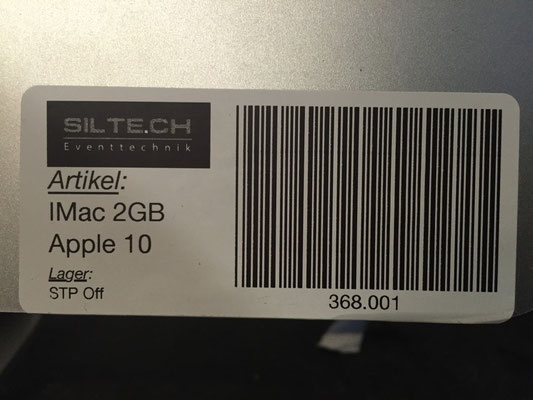 SILTE.CH
Eventtechnik
Artikel:
IMac 2GB
Apple 10
Lager:
STP Off
368.001